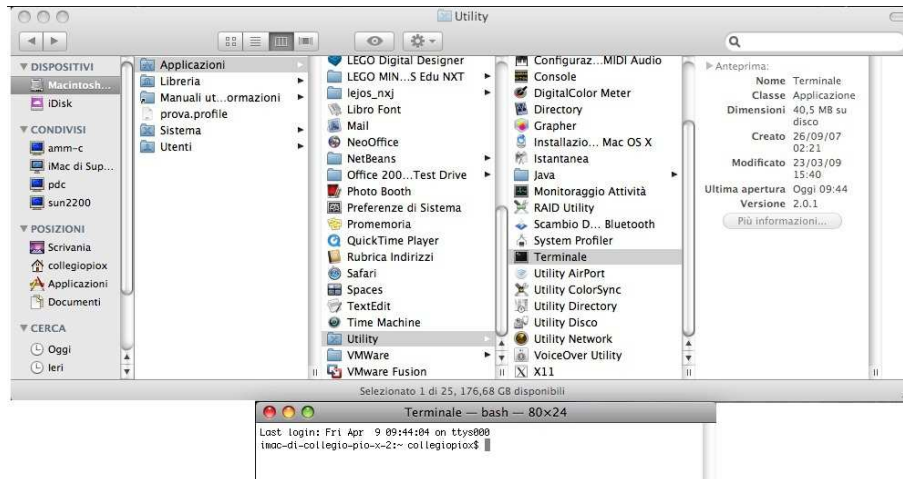 Utility
▼ DISPOSITIVI
Macintosh...
iDisk
▼ CONDIVISI
amm-c
iMac di Sup...
pdc
sun2200
▼ POSIZIONI
Scrivania
collegiopiox
Applicazioni
Documenti
▼ CERCA
Oggi
Ieri
Applicazioni
Libreria
Manuali ut...ormazioni
prova.profile
Sistema
Utenti
LEGO Digital Designer
LEGO MIN...S Edu NXT
lejos_nxj
Libro Font
Mail
NeoOffice
NetBeans
Office 200...Test Drive
Photo Booth
Preferenze di Sistema
Promemoria
QuickTime Player
Rubrica Indirizzi
Safari
Spaces
TextEdit
Time Machine
Utility
VMWare
VMware Fusion
Configuraz...MIDI Audio
Console
DigitalColor Meter
Directory
Grapher
Installazio... Mac OS X
Istantanea
Java
Monitoraggio Attività
RAID Utility
Scambio D... Bluetooth
System Profiler
Terminale
Utility AirPort
Utility ColorSync
Utility Directory
Utility Disco
Utility Network
VoiceOver Utility
X11
▶ Anteprima:
Nome Terminale
Classe Applicazione
Dimensioni 40,5 MB su
disco
Creato 26/09/07
02:21
Modificato 23/03/09
15:40
Ultima apertura Oggi 09:44
Versione 2.0.1
Più informazioni...
Selezionato 1 di 25, 176,68 GB disponibili
Terminale — bash — 80×24
Last login: Fri Apr 9 09:44:04 on ttys000
imac-di-collegio-pio-x-2:~ collegiopiox$